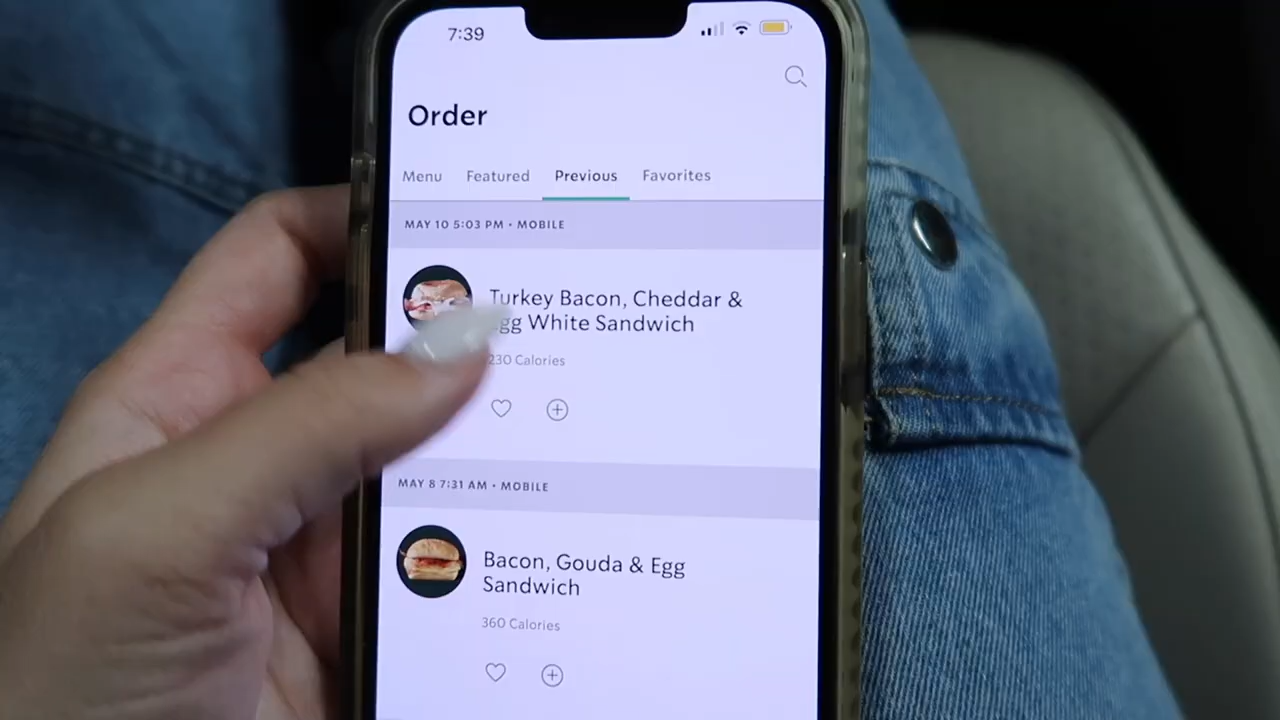 7:39
Order
Menu Featured Previous Favorites
MAY 10 5:03 PM • MOBILE
Turkey Bacon, Cheddar &
Egg White Sandwich
230 Calories
MAY 8 7:31 AM • MOBILE
Bacon, Gouda & Egg
Sandwich
360 Calories